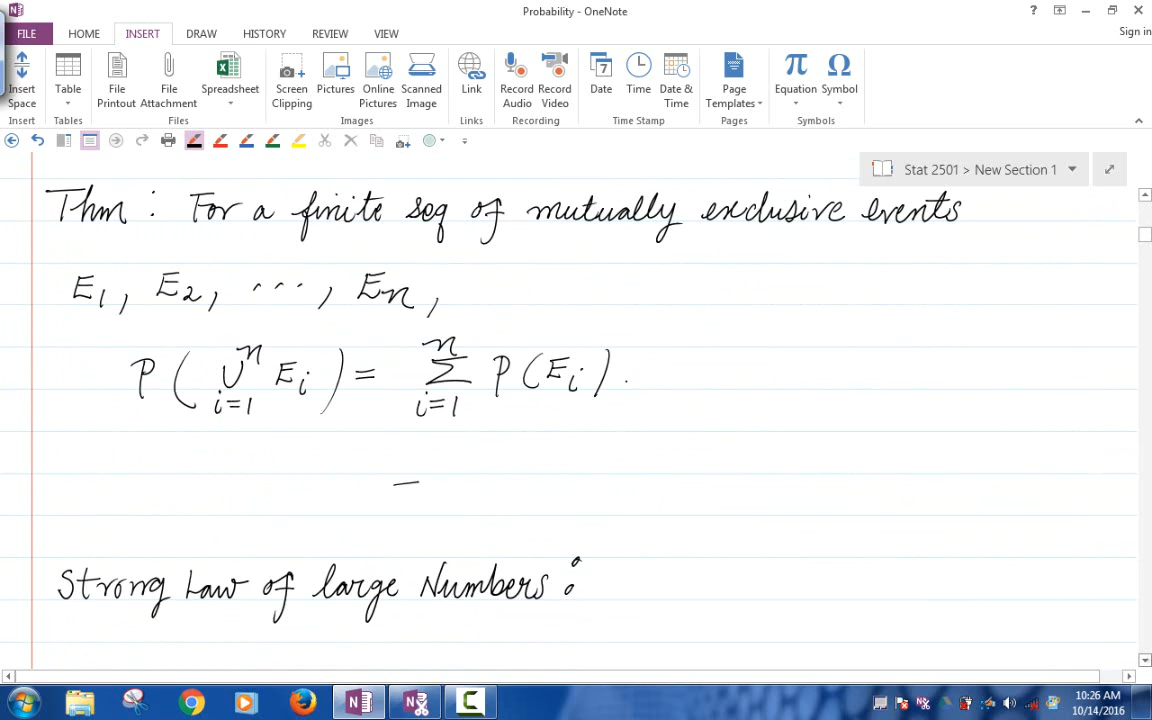 Probability - OneNote
Sign in
FILE HOME INSERT DRAW HISTORY REVIEW VIEW
Insert Space Table File Printout File Attachment Spreadsheet Screen Clipping Pictures Online Pictures Scanned Image Link Record Audio Record Video Date Time Date & Time Page Templates Equation Symbol
Insert Tables Files Images Links Recording Time Stamp Pages Symbols
Stat 2501 > New Section 1
Thm : For a finite seq of mutually exclusive events
E1, E2, ..., En,
P( ∪ⁿᵢ₌₁ Ei ) = Σⁿᵢ₌₁ P(Ei).
—
Strong Law of large Numbers :
10:26 AM
10/14/2016